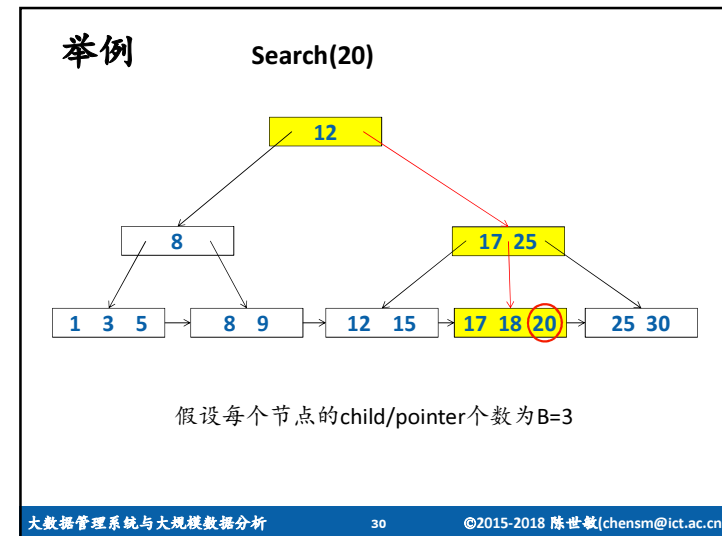 举例 Search(20)
12
8 17 25
1 3 5 8 9 12 15 17 18 20 25 30
假设每个节点的child/pointer个数为B=3
大数据管理系统与大规模数据分析 30 ©2015-2018 陈世敏(chensm@ict.ac.cn